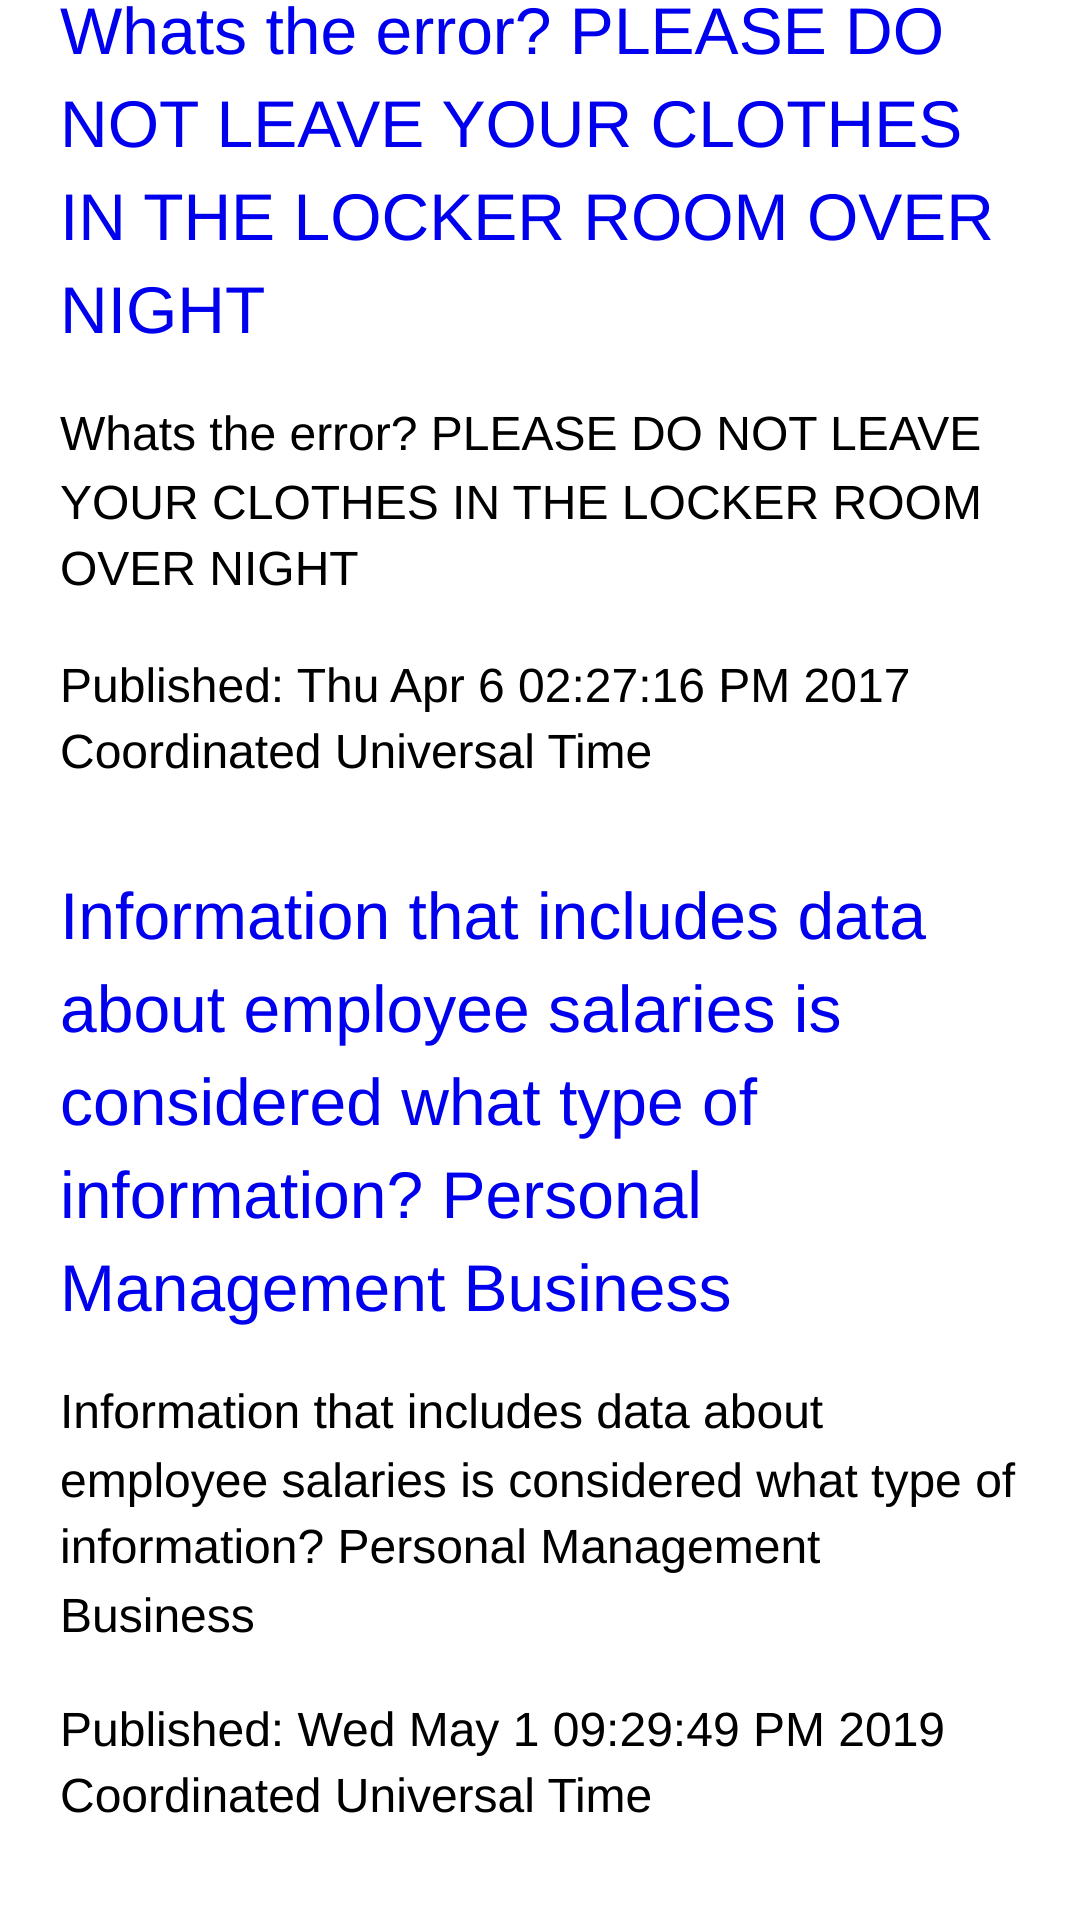 Whats the error? PLEASE DO
NOT LEAVE YOUR CLOTHES
IN THE LOCKER ROOM OVER
NIGHT
Whats the error? PLEASE DO NOT LEAVE
YOUR CLOTHES IN THE LOCKER ROOM
OVER NIGHT
Published: Thu Apr 6 02:27:16 PM 2017
Coordinated Universal Time
Information that includes data
about employee salaries is
considered what type of
information? Personal
Management Business
Information that includes data about
employee salaries is considered what type of
information? Personal Management
Business
Published: Wed May 1 09:29:49 PM 2019
Coordinated Universal Time